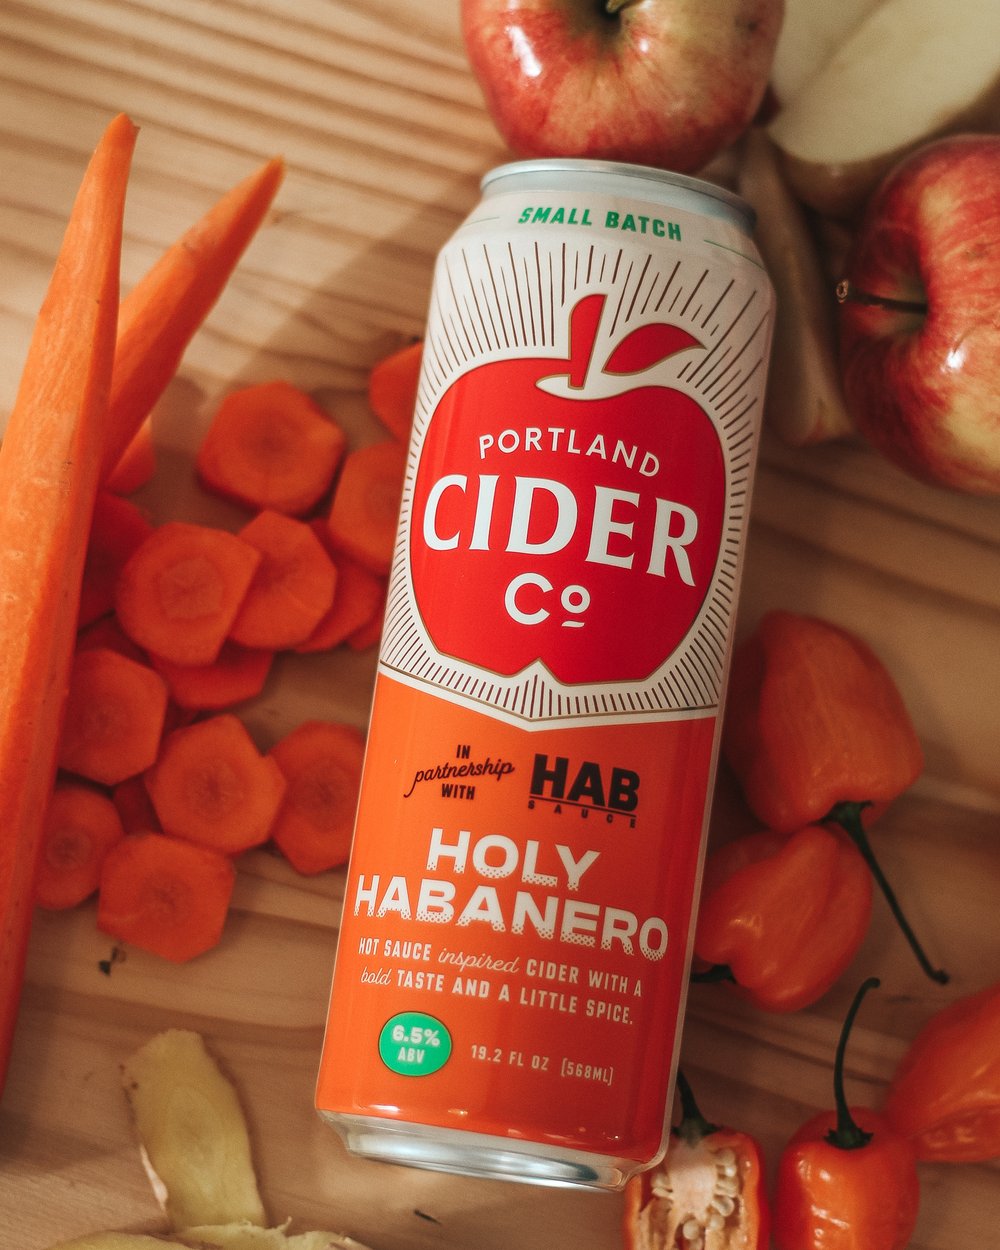 SMALL BATCH
PORTLAND
CIDER
Co
IN
partnership
WITH
HAB
SAUCE
HOLY
HABANERO
HOT SAUCE inspired CIDER WITH A
bold TASTE AND A LITTLE SPICE.
6.5%
ABV
19.2 FL OZ [568ML]